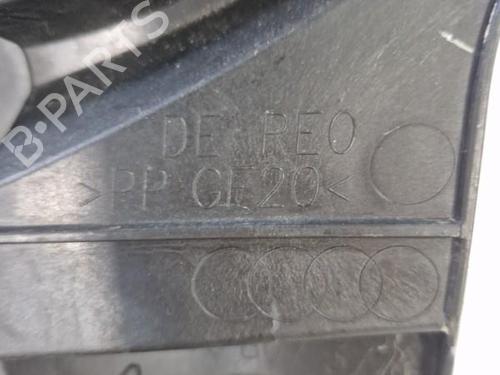 B-PARTS
DE REO
>PP GF20<